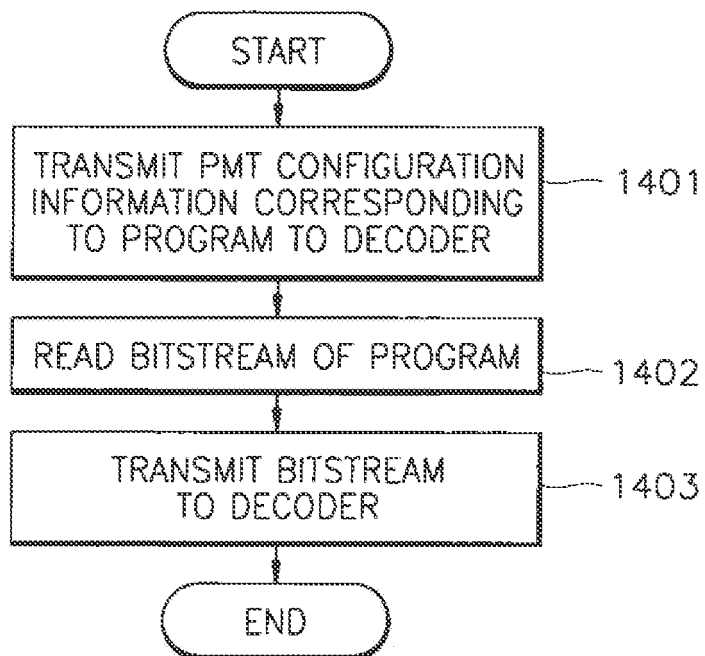 START
TRANSMIT PMT CONFIGURATION
INFORMATION CORRESPONDING
TO PROGRAM TO DECODER
1401
READ BITSTREAM OF PROGRAM
1402
TRANSMIT BITSTREAM
TO DECODER
1403
END